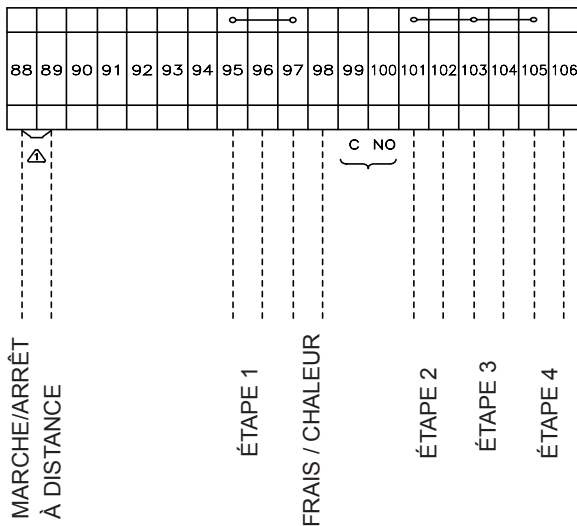 88 89 90 91 92 93 94 95 96 97 98 99 100 101 102 103 104 105 106
1
C NO
MARCHE/ARRÊT
À DISTANCE
ÉTAPE 1
FRAIS / CHALEUR
ÉTAPE 2
ÉTAPE 3
ÉTAPE 4